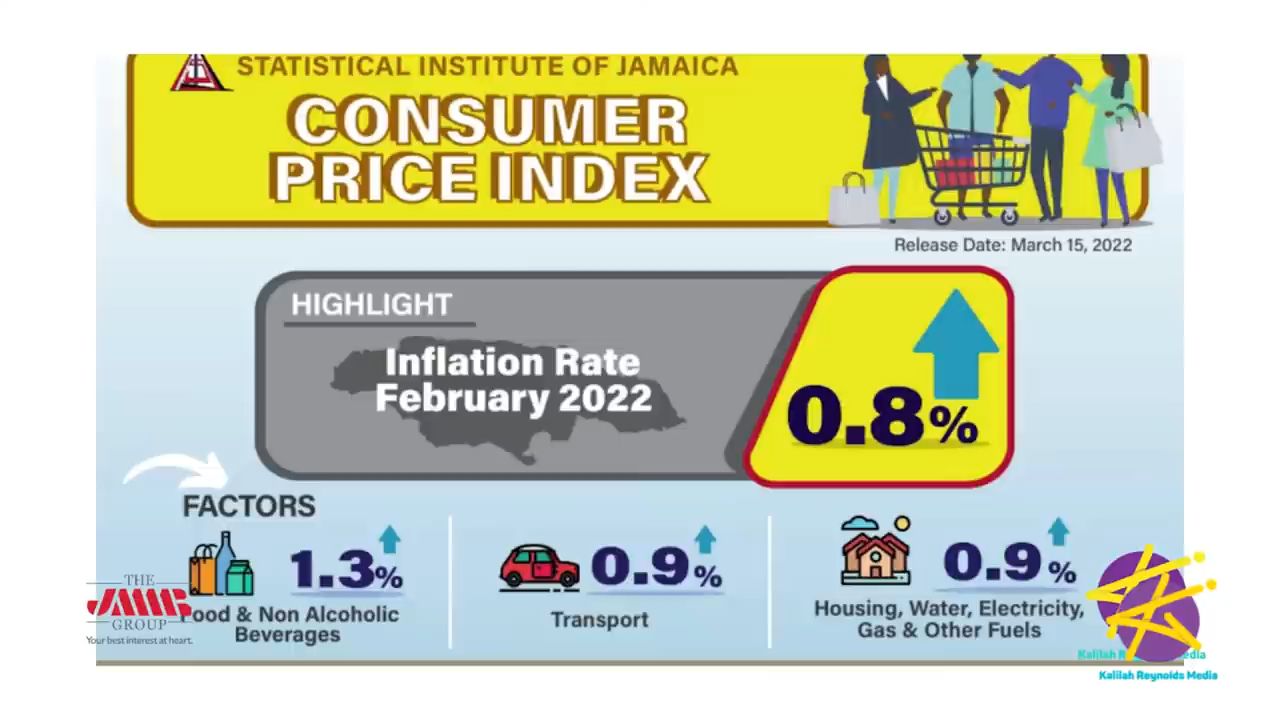 STATISTICAL INSTITUTE OF JAMAICA
CONSUMER
PRICE INDEX
Release Date: March 15, 2022
HIGHLIGHT
Inflation Rate
February 2022
0.8%
FACTORS
1.3%
Food & Non Alcoholic
Beverages
0.9%
Transport
0.9%
Housing, Water, Electricity,
Gas & Other Fuels
THE
JMMB
GROUP
Your best interest at heart.
Kalilah Reynolds Media